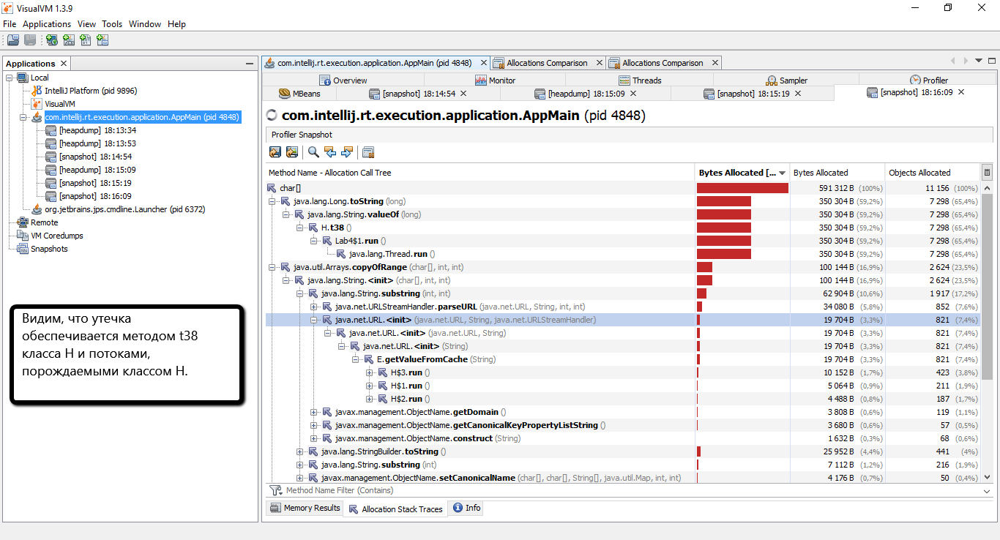 VisualVM 1.3.9
File Applications View Tools Window Help
Applications
Local
IntelliJ Platform (pid 9896)
VisualVM
com.intellij.rt.execution.application.AppMain (pid 4848)
[heapdump] 18:13:34
[heapdump] 18:13:53
[snapshot] 18:14:54
[heapdump] 18:15:09
[snapshot] 18:15:19
[snapshot] 18:16:09
org.jetbrains.jps.cmdline.Launcher (pid 6372)
Remote
VM Coredumps
Snapshots
Видим, что утечка
обеспечивается методом t38
класса H и потоками,
порождаемыми классом H.
com.intellij.rt.execution.application.AppMain (pid 4848) Allocations Comparison Allocations Comparison
Overview Monitor Threads Sampler Profiler
MBeans [snapshot] 18:14:54 [heapdump] 18:15:09 [snapshot] 18:15:19 [snapshot] 18:16:09
com.intellij.rt.execution.application.AppMain (pid 4848)
Profiler Snapshot
Method Name - Allocation Call Tree Bytes Allocated [... Bytes Allocated Objects Allocated
char[] 591 312 B (100%) 11 156 (100%)
java.lang.Long.toString (long) 350 304 B (59,2%) 7 298 (65,4%)
java.lang.String.valueOf (long) 350 304 B (59,2%) 7 298 (65,4%)
H.t38 () 350 304 B (59,2%) 7 298 (65,4%)
Lab4$1.run () 350 304 B (59,2%) 7 298 (65,4%)
java.lang.Thread.run () 350 304 B (59,2%) 7 298 (65,4%)
java.util.Arrays.copyOfRange (char[], int, int) 100 144 B (16,9%) 2 624 (23,5%)
java.lang.String.<init> (char[], int, int) 100 144 B (16,9%) 2 624 (23,5%)
java.lang.String.substring (int, int) 62 904 B (10,6%) 1 917 (17,2%)
java.net.URLStreamHandler.parseURL (java.net.URL, String, int, int) 34 080 B (5,8%) 852 (7,6%)
java.net.URL.<init> (java.net.URL, String, java.net.URLStreamHandler) 19 704 B (3,3%) 821 (7,4%)
java.net.URL.<init> (java.net.URL, String) 19 704 B (3,3%) 821 (7,4%)
java.net.URL.<init> (String) 19 704 B (3,3%) 821 (7,4%)
E.getValueFromCache (String) 19 704 B (3,3%) 821 (7,4%)
H$3.run () 10 152 B (1,7%) 423 (3,8%)
H$1.run () 5 064 B (0,9%) 211 (1,9%)
H$2.run () 4 488 B (0,8%) 187 (1,7%)
javax.management.ObjectName.getDomain () 3 808 B (0,6%) 119 (1,1%)
javax.management.ObjectName.getCanonicalKeyPropertyListString () 3 680 B (0,6%) 57 (0,5%)
javax.management.ObjectName.construct (String) 1 632 B (0,3%) 68 (0,6%)
java.lang.StringBuilder.toString () 25 952 B (4,4%) 441 (4%)
java.lang.String.substring (int) 7 112 B (1,2%) 216 (1,9%)
javax.management.ObjectName.setCanonicalName (char[], char[], String[], java.util.Map, int, int) 4 176 B (0,7%) 50 (0,4%)
Method Name Filter (Contains)
Memory Results Allocation Stack Traces Info